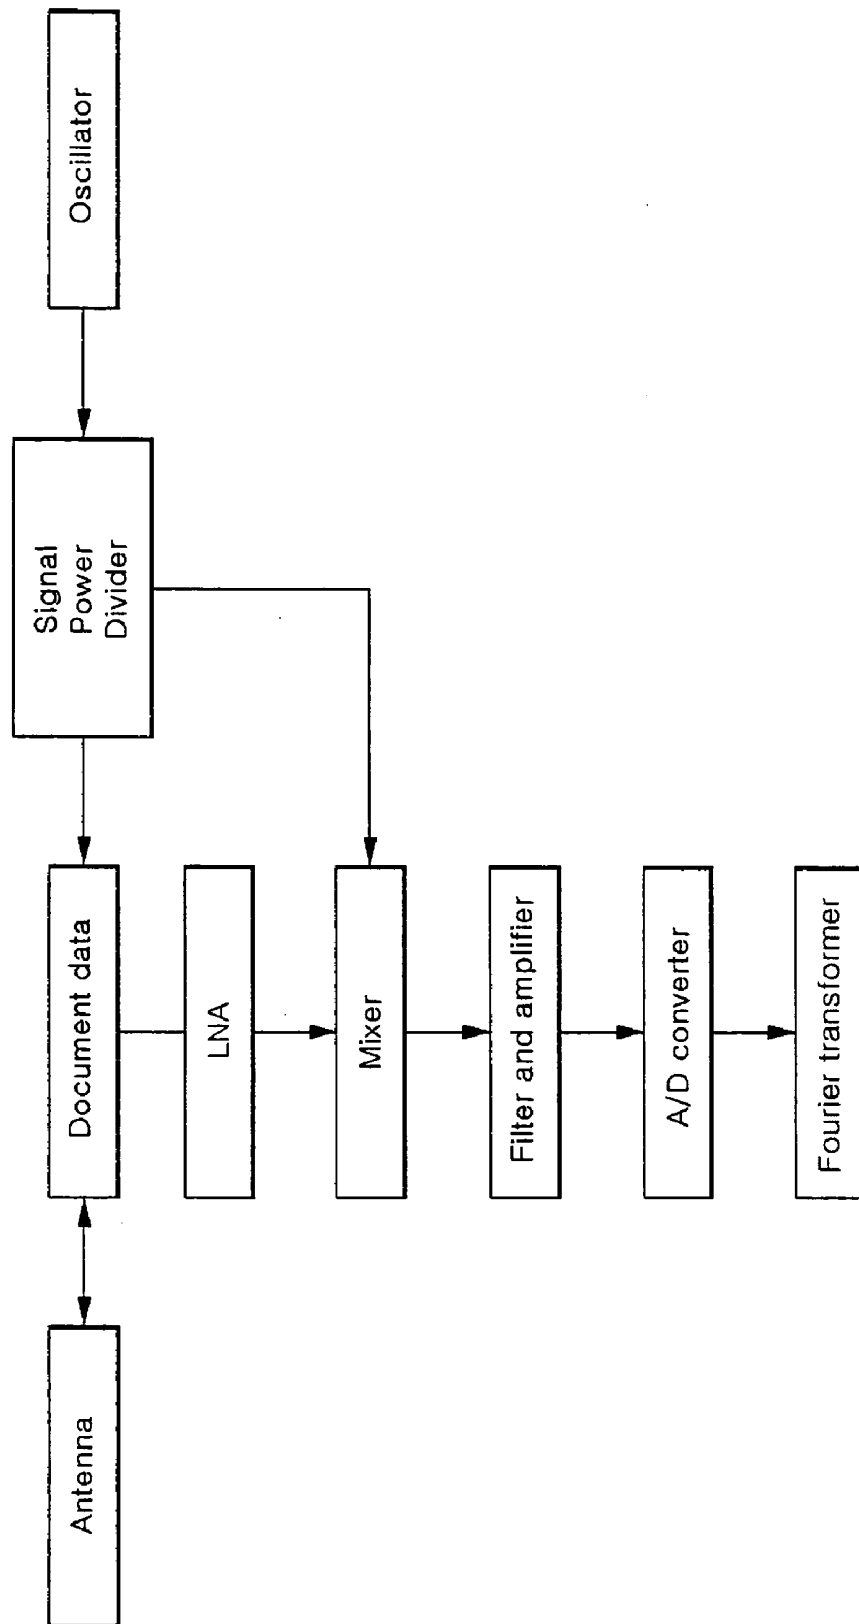 Oscillator
Signal
Power
Divider
Document data
Antenna
LNA
Mixer
Filter and amplifier
A/D converter
Fourier transformer